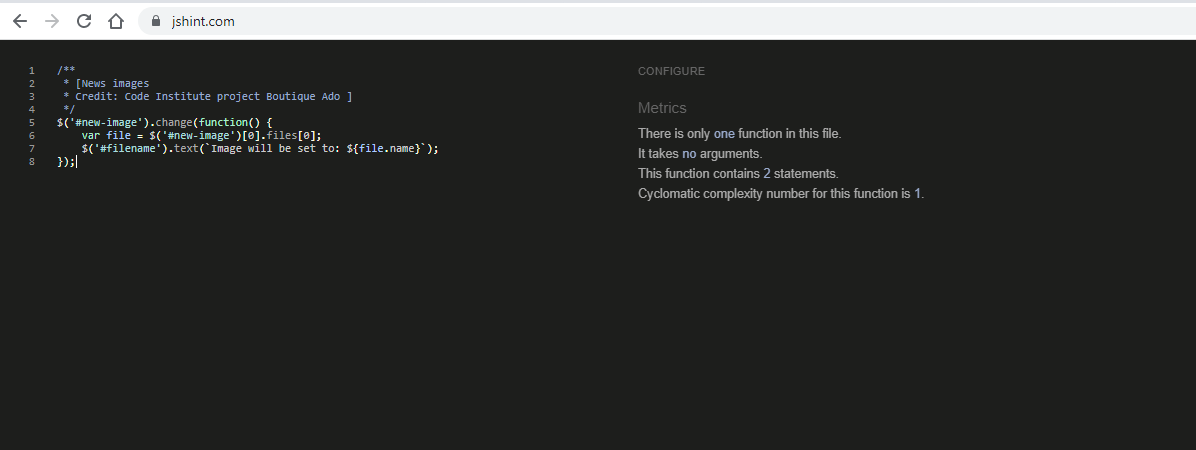 jshint.com
1 /**
2  * [News images
3  * Credit: Code Institute project Boutique Ado ]
4  */
5 $('#new-image').change(function() {
6     var file = $('#new-image')[0].files[0];
7     $('#filename').text(`Image will be set to: ${file.name}`);
8 });
CONFIGURE
Metrics
There is only one function in this file.
It takes no arguments.
This function contains 2 statements.
Cyclomatic complexity number for this function is 1.